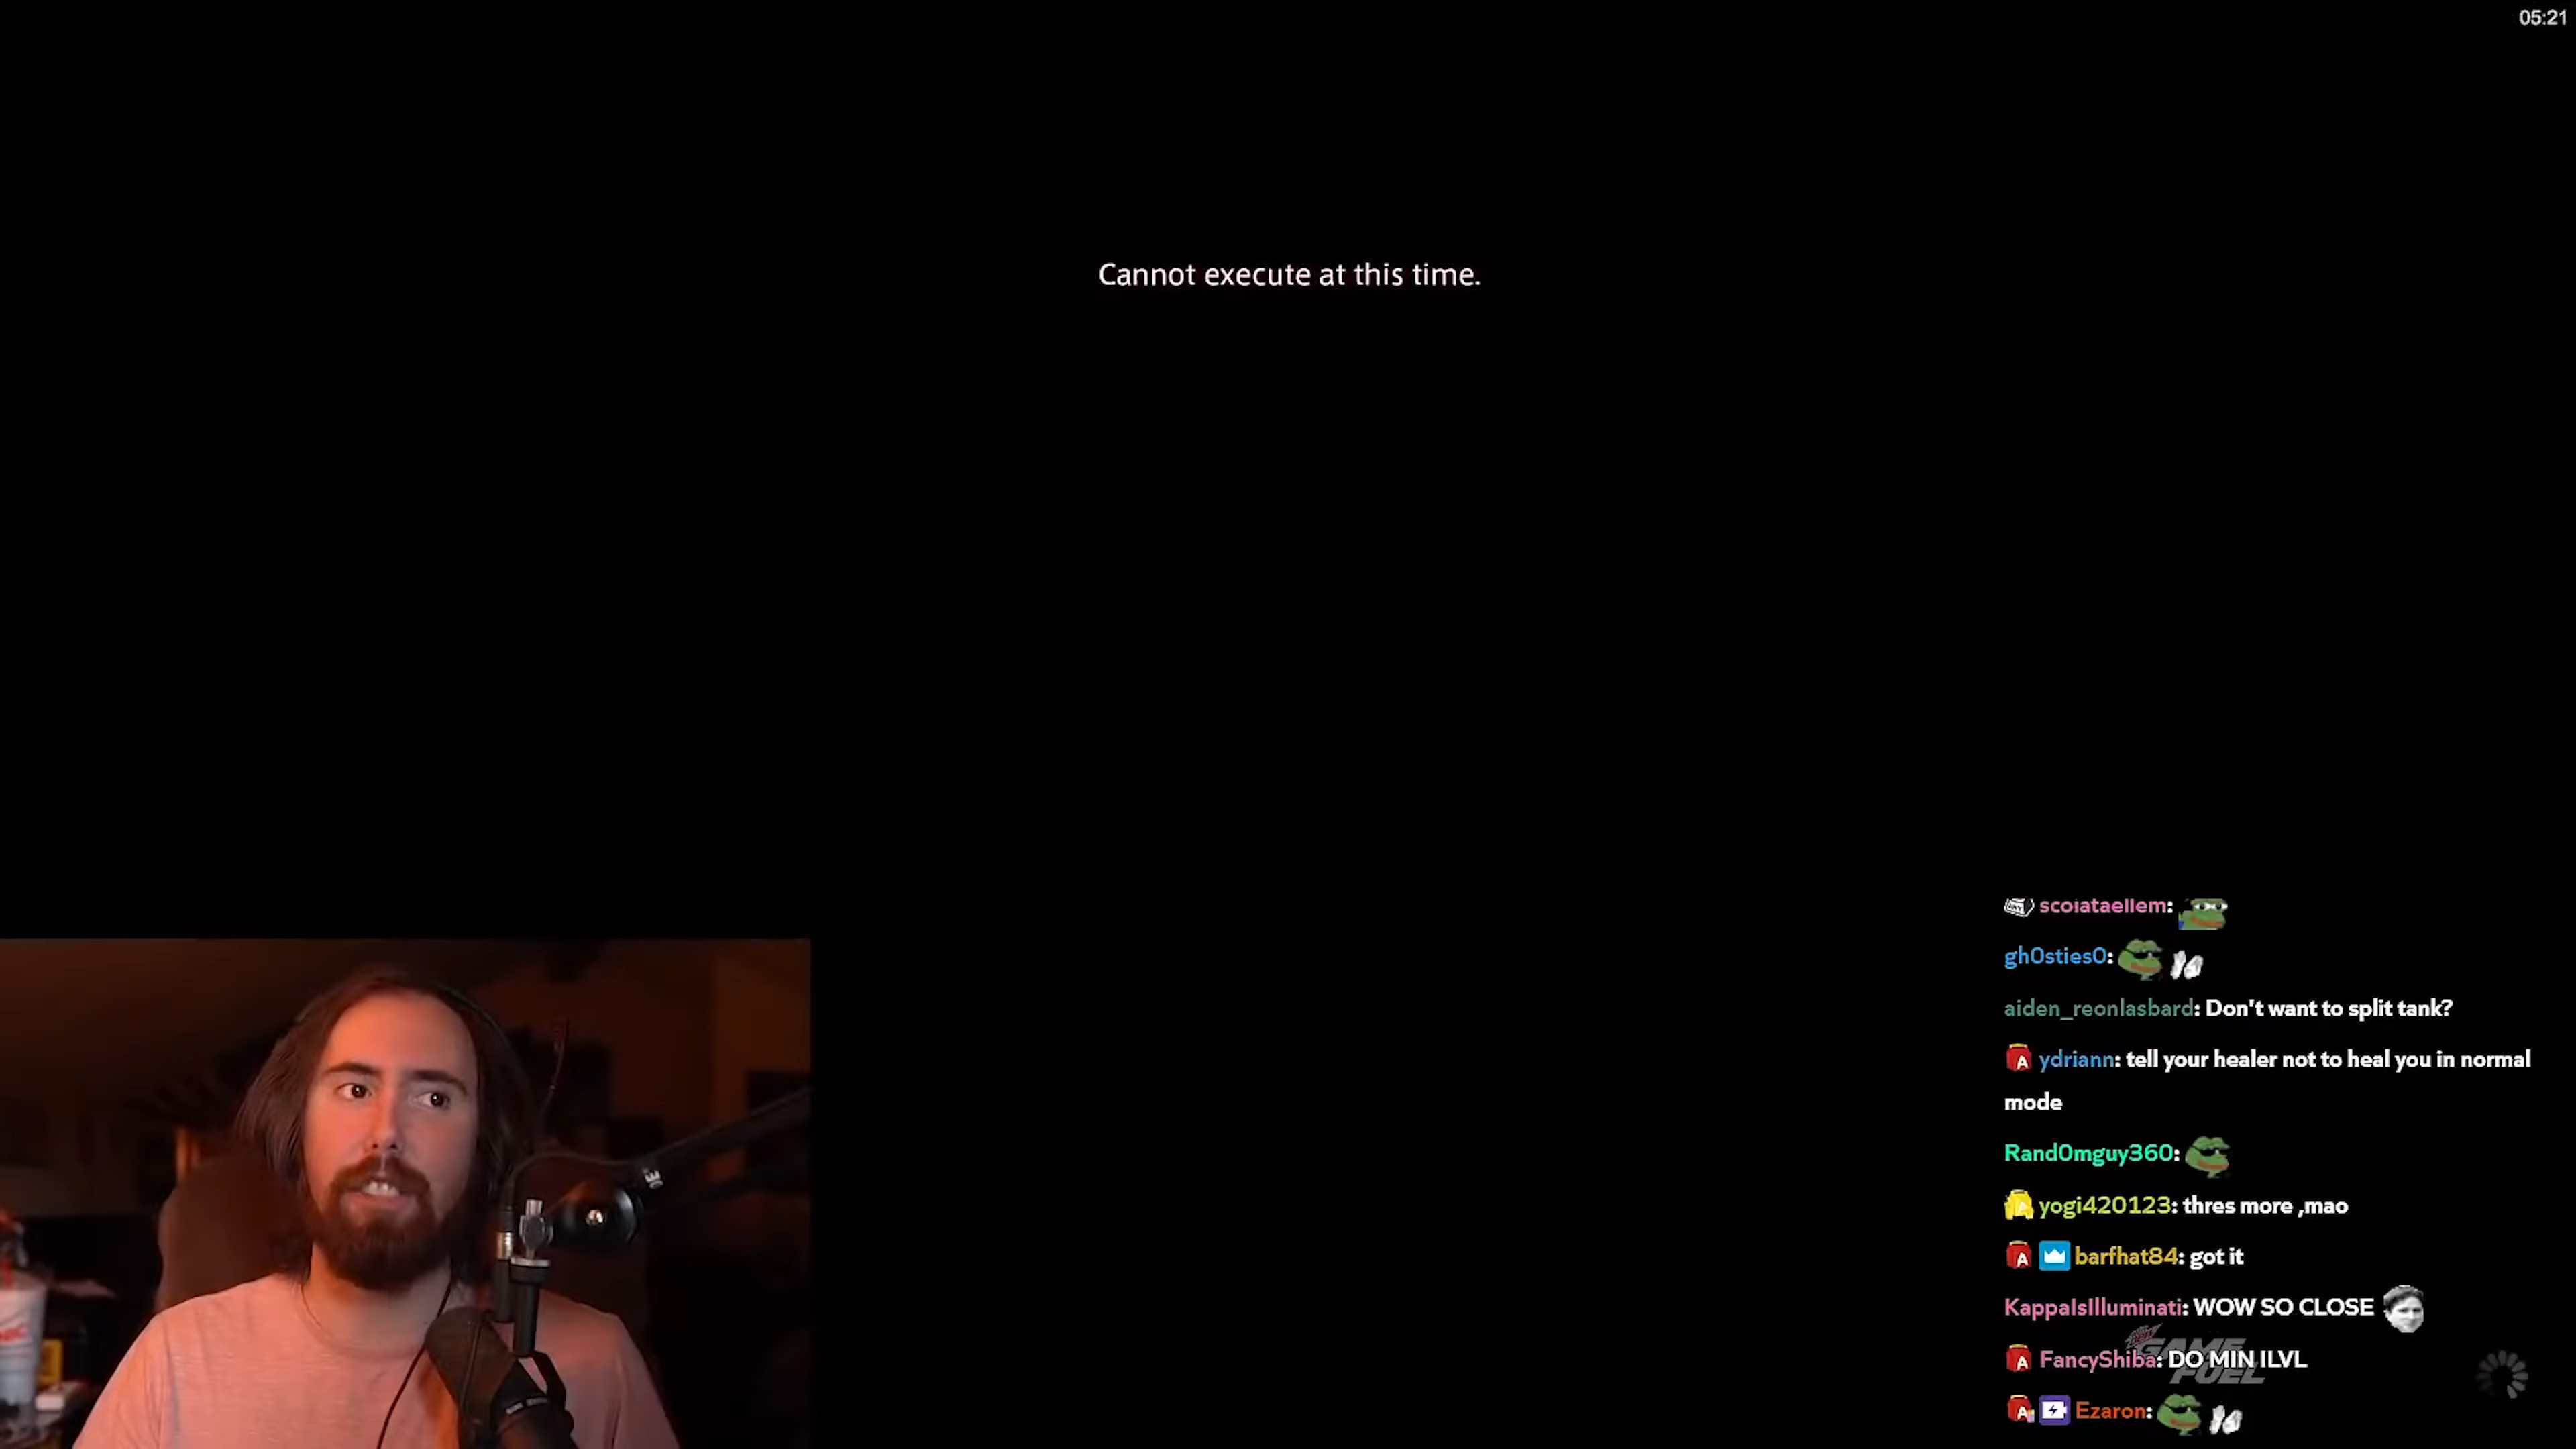 05:21
Cannot execute at this time.
scoiataellem:
gh0sties0:
aiden_reonlasbard: Don't want to split tank?
ydriann: tell your healer not to heal you in normal
mode
Rand0mguy360:
yogi420123: thres more ,mao
barfhat84: got it
KappaIsIlluminati: WOW SO CLOSE
FancyShiba: DO MIN ILVL
GAME
FUEL
Ezaron: